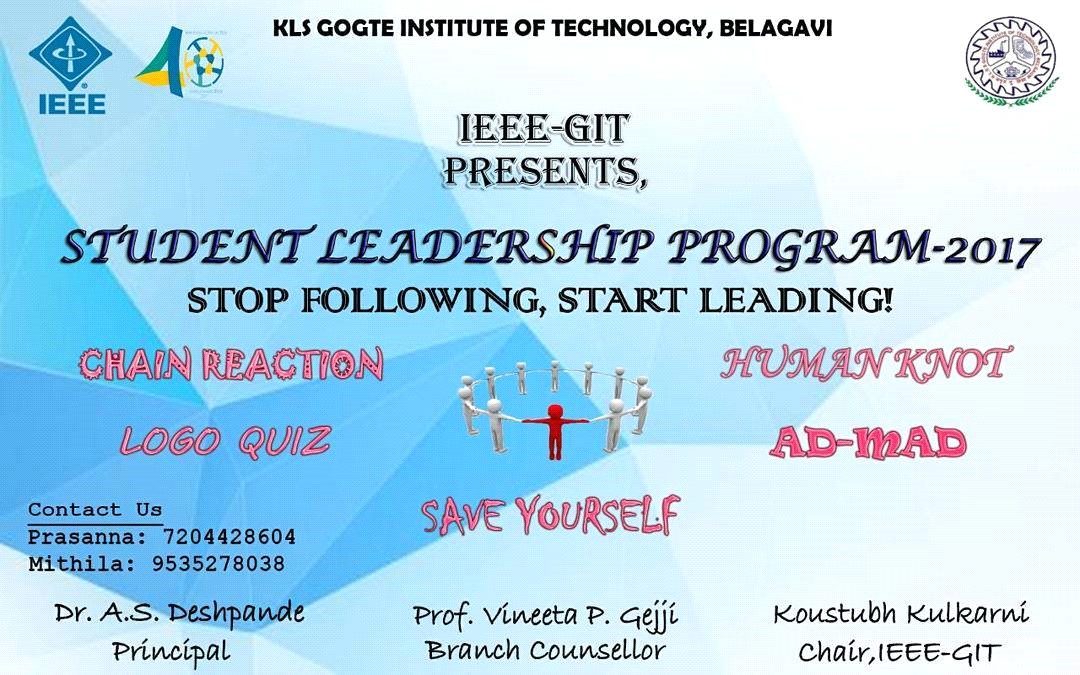 KLS GOGTE INSTITUTE OF TECHNOLOGY, BELAGAVI
IEEE
40
IEEE-GIT
PRESENTS,
STUDENT LEADERSHIP PROGRAM-2017
STOP FOLLOWING, START LEADING!
CHAIN REACTION
HUMAN KNOT
LOGO QUIZ
AD-MAD
SAVE YOURSELF
Contact Us
Prasanna: 7204428604
Mithila: 9535278038
Dr. A.S. Deshpande
Principal
Prof. Vineeta P. Gejji
Branch Counsellor
Koustubh Kulkarni
Chair,IEEE-GIT